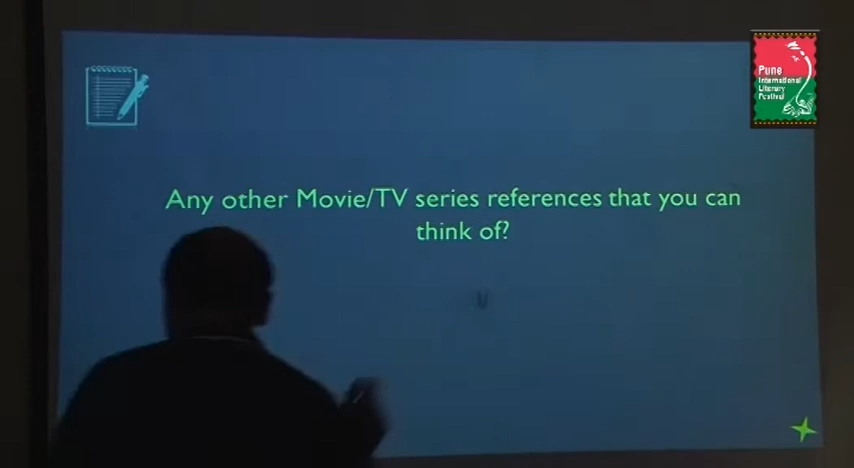 Any other Movie/TV series references that you can
think of?
Pune
International
Literary
Festival